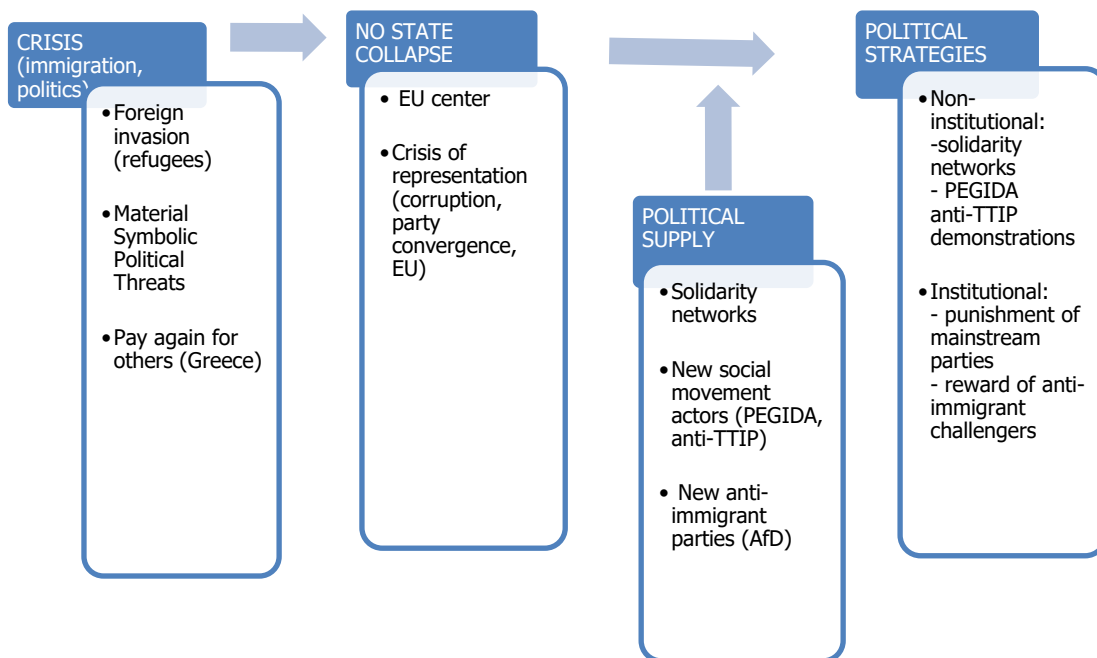 CRISIS
(immigration,
politics)
•Foreign
invasion
(refugees)
•Material
Symbolic
Political
Threats
•Pay again for
others (Greece)
NO STATE
COLLAPSE
• EU center
•Crisis of
representation
(corruption,
party
convergence,
EU)
POLITICAL
SUPPLY
•Solidarity
networks
•New social
movement
actors (PEGIDA,
anti-TTIP)
• New anti-
immigrant
parties (AfD)
POLITICAL
STRATEGIES
•Non-
institutional:
-solidarity
networks
- PEGIDA
anti-TTIP
demonstrations
•Institutional:
- punishment of
mainstream
parties
- reward of anti-
immigrant
challengers